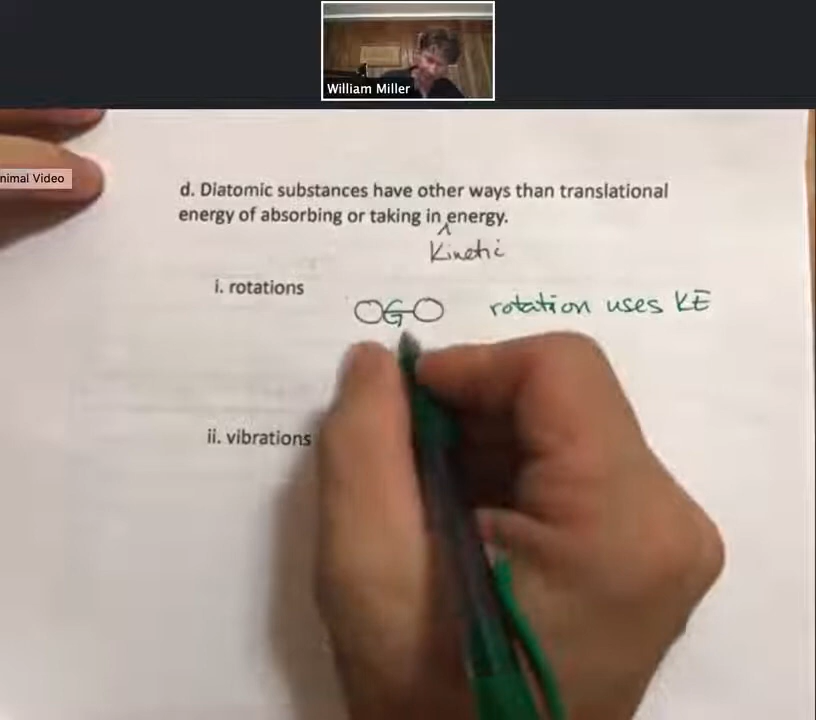 William Miller
nimal Video
d. Diatomic substances have other ways than translational
energy of absorbing or taking in energy.
Kinetic
i. rotations
rotation uses KE
ii. vibrations